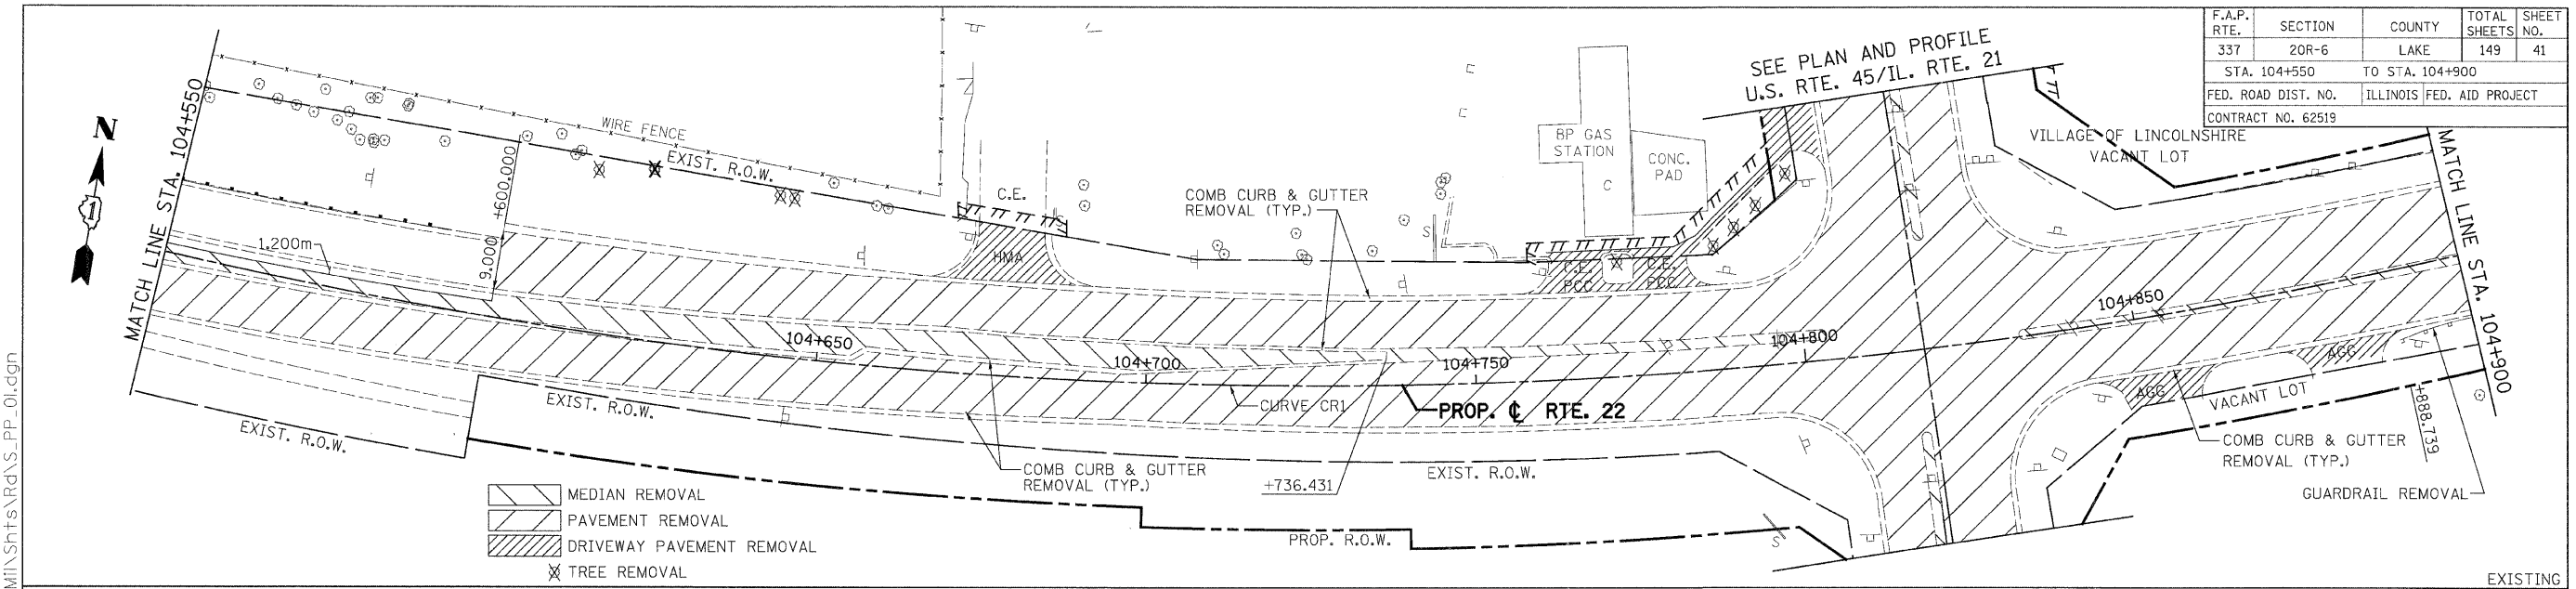 F.A.P. RTE. SECTION COUNTY TOTAL SHEETS SHEET NO.
337 20R-6 LAKE 149 41
STA. 104+550 TO STA. 104+900
FED. ROAD DIST. NO. ILLINOIS FED. AID PROJECT
CONTRACT NO. 62519
SEE PLAN AND PROFILE
U.S. RTE. 45/IL. RTE. 21
VILLAGE OF LINCOLNSHIRE
VACANT LOT
MATCH LINE STA. 104+550
N
1
WIRE FENCE
EXIST. R.O.W.
+600.000
9.000
1.200m
C.E.
HMA
COMB CURB & GUTTER
REMOVAL (TYP.)
S
BP GAS
STATION
C
CONC.
PAD
C.E.
PCC
C.E.
PCC
MATCH LINE STA. 104+900
104+650
104+700
104+750
104+800
104+850
CURVE CR1
PROP. ℄ RTE. 22
EXIST. R.O.W.
EXIST. R.O.W.
COMB CURB & GUTTER
REMOVAL (TYP.)
+736.431
EXIST. R.O.W.
PROP. R.O.W.
S
AGG
AGG
VACANT LOT
+888.739
COMB CURB & GUTTER
REMOVAL (TYP.)
GUARDRAIL REMOVAL
MEDIAN REMOVAL
PAVEMENT REMOVAL
DRIVEWAY PAVEMENT REMOVAL
TREE REMOVAL
EXISTING
Mil\Shts\Rd\S_PP_01.dgn